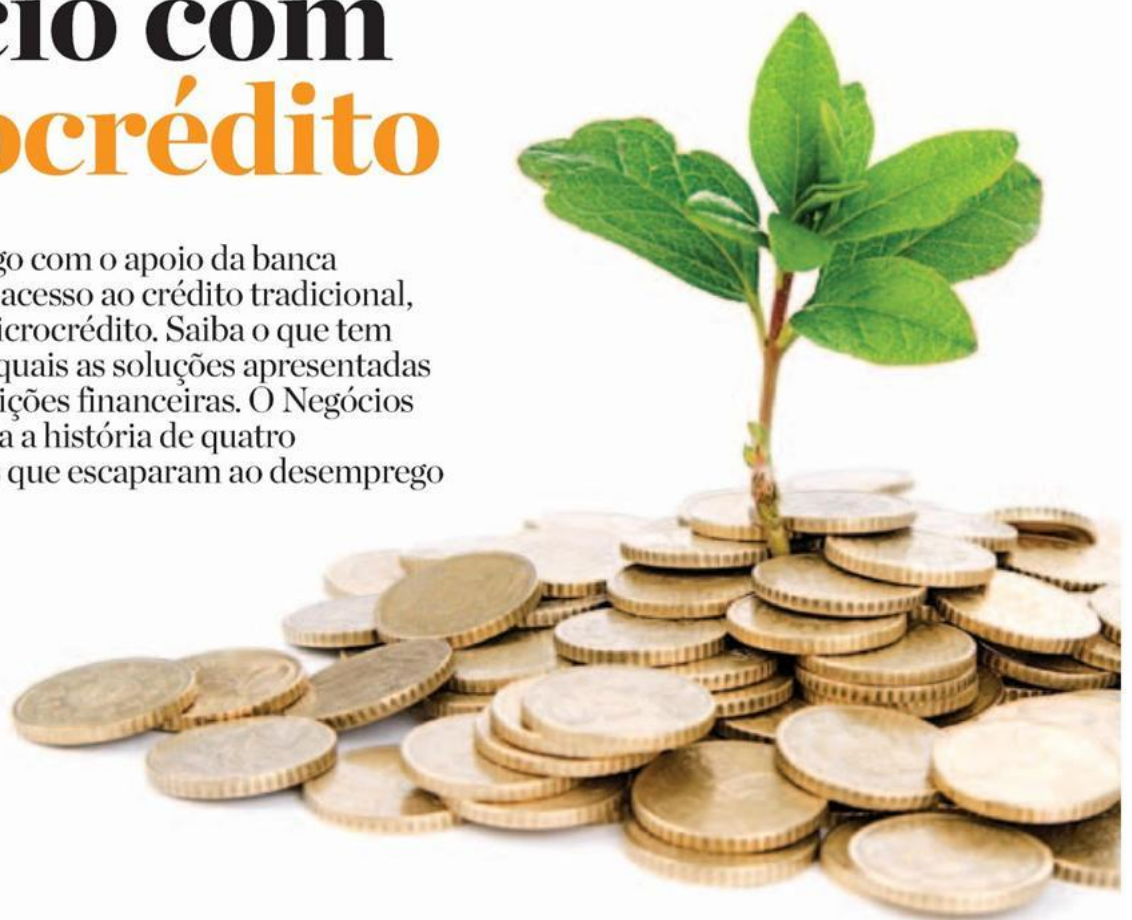 cio com
ocrédito
go com o apoio da banca
acesso ao crédito tradicional,
icrocrédito. Saiba o que tem
quais as soluções apresentadas
ições financeiras. O Negócios
a a história de quatro
que escaparam ao desemprego